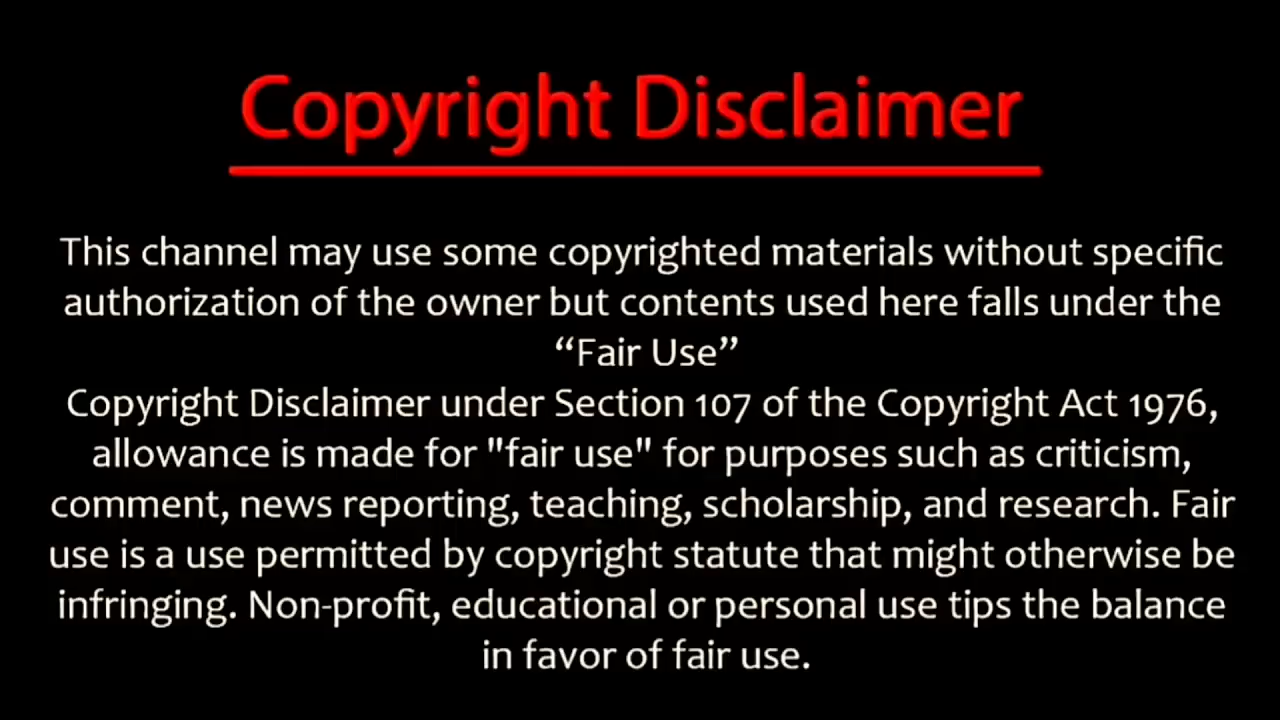 Copyright Disclaimer
This channel may use some copyrighted materials without specific
authorization of the owner but contents used here falls under the
“Fair Use”
Copyright Disclaimer under Section 107 of the Copyright Act 1976,
allowance is made for "fair use" for purposes such as criticism,
comment, news reporting, teaching, scholarship, and research. Fair
use is a use permitted by copyright statute that might otherwise be
infringing. Non-profit, educational or personal use tips the balance
in favor of fair use.